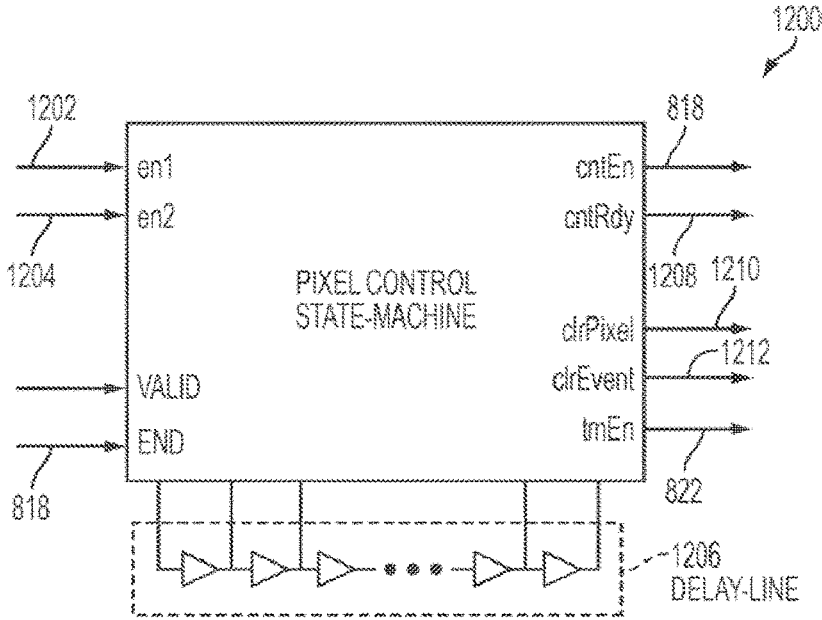 1200
1202
818
en1
cntEn
en2
cntRdy
1204
1208
PIXEL CONTROL
STATE-MACHINE
1210
clrPixel
1212
VALID
clrEvent
END
tmEn
818
822
1206
DELAY-LINE